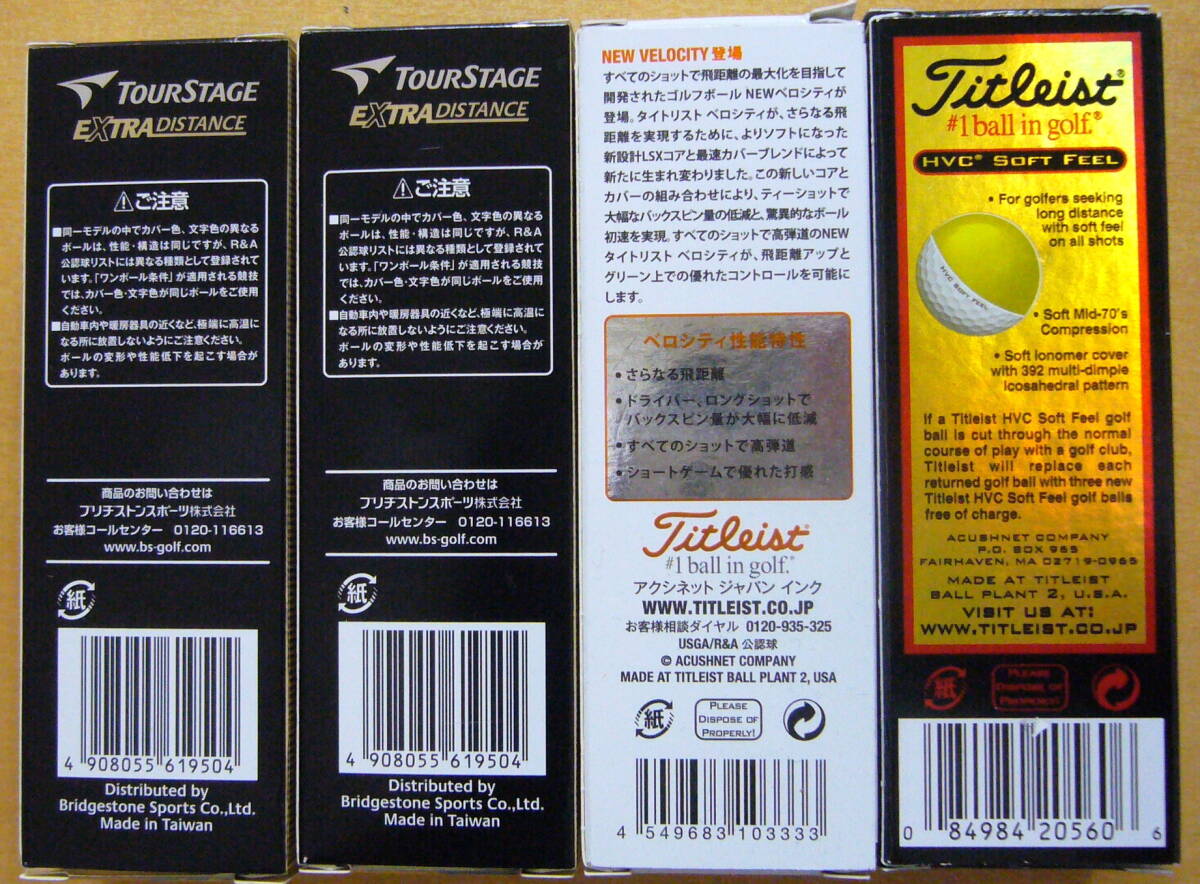 TOURSTAGE
EXTRA DISTANCE
ご注意
■同一モデルの中でカバー色、文字色の異なる
ボールは、性能・構造は同じですが、R&A
公認球リストには異なる種類として登録されて
います。「ワンボール条件」が適用される競技
では、カバー色・文字色が同じボールをご使用
ください。
■自動車内や暖房器具の近くなど、極端に高温に
なる所に放置しないようにご注意ください。
ボールの変形や性能低下を起こす場合が
あります。
商品のお問い合わせは
ブリヂストンスポーツ株式会社
お客様コールセンター 0120-116613
www.bs-golf.com
紙
4 908055 619504
Distributed by
Bridgestone Sports Co.,Ltd.
Made in Taiwan
TOURSTAGE
EXTRA DISTANCE
ご注意
■同一モデルの中でカバー色、文字色の異なる
ボールは、性能・構造は同じですが、R&A
公認球リストには異なる種類として登録されて
います。「ワンボール条件」が適用される競技
では、カバー色・文字色が同じボールをご使用
ください。
■自動車内や暖房器具の近くなど、極端に高温に
なる所に放置しないようにご注意ください。
ボールの変形や性能低下を起こす場合が
あります。
商品のお問い合わせは
ブリヂストンスポーツ株式会社
お客様コールセンター 0120-116613
www.bs-golf.com
紙
4 908055 619504
Distributed by
Bridgestone Sports Co.,Ltd.
Made in Taiwan
NEW VELOCITY 登場
すべてのショットで飛距離の最大化を目指して
開発されたゴルフボール NEWベロシティが
登場。タイトリスト ベロシティが、さらなる飛
距離を実現するために、よりソフトになった
新設計LSXコアと最速カバーブレンドによって
新たに生まれ変わりました。この新しいコアと
カバーの組み合わせにより、ティーショットで
大幅なバックスピン量の低減と、驚異的なボール
初速を実現。すべてのショットで高弾道のNEW
タイトリスト ベロシティが、飛距離アップと
グリーン上での優れたコントロールを可能に
します。
ベロシティ性能特性
•さらなる飛距離
•ドライバー、ロングショットで
バックスピン量が大幅に低減
•すべてのショットで高弾道
•ショートゲームで優れた打感
Titleist®
#1 ball in golf.®
アクシネット ジャパン インク
WWW.TITLEIST.CO.JP
お客様相談ダイヤル 0120-935-325
USGA/R&A 公認球
© ACUSHNET COMPANY
MADE AT TITLEIST BALL PLANT 2, USA
紙
PLEASE
DISPOSE OF
PROPERLY!
4 549683 103333
Titleist®
#1 ball in golf.®
HVC® SOFT FEEL
• For golfers seeking
long distance
with soft feel
on all shots
HVC SOFT FEEL
• Soft Mid-70's
Compression
• Soft Ionomer cover
with 392 multi-dimple
icosahedral pattern
If a Titleist HVC Soft Feel golf
ball is cut through the normal
course of play with a golf club,
Titleist will replace each
returned golf ball with three new
Titleist HVC Soft Feel golf balls
free of charge.
ACUSHNET COMPANY
P.O. BOX 965
FAIRHAVEN, MA 02719-0965
MADE AT TITLEIST
BALL PLANT 2, U.S.A.
VISIT US AT:
WWW.TITLEIST.CO.JP
紙
PLEASE
DISPOSE OF
PROPERLY!
0 84984 20560 6